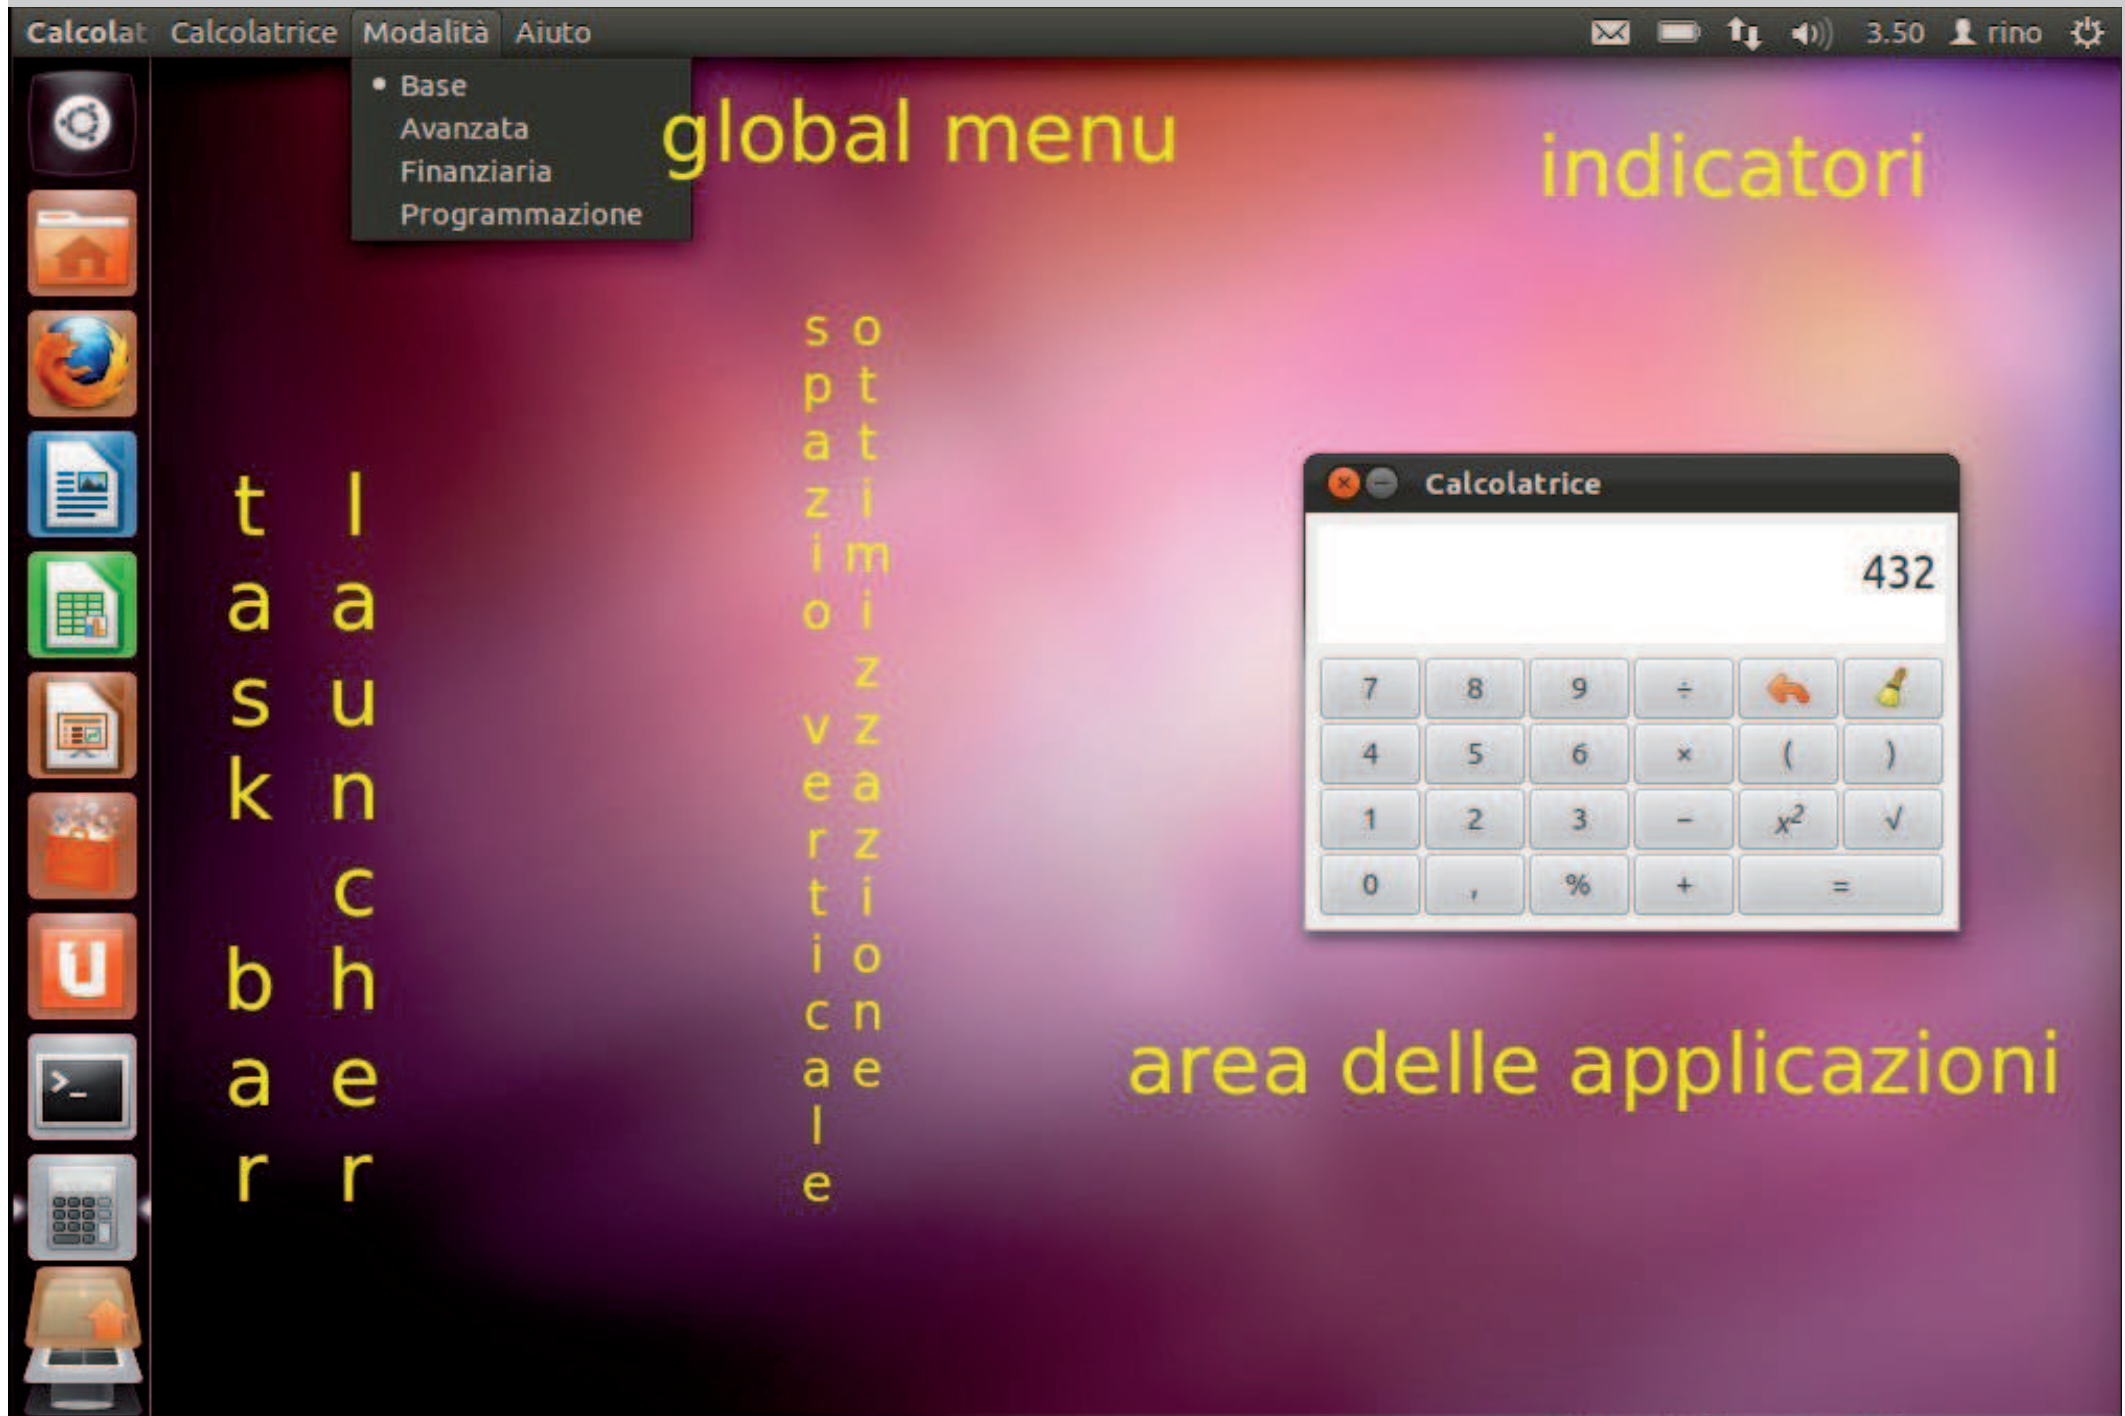 Calcolat Calcolatrice Modalità Aiuto 3.50 rino
Base
Avanzata
Finanziaria
Programmazione
global menu
indicatori
task bar
launcher
spazio verticale
ottimizzazione
Calcolatrice
432
7 8 9 ÷
4 5 6 × ( )
1 2 3 − x² √
0 , % + =
area delle applicazioni